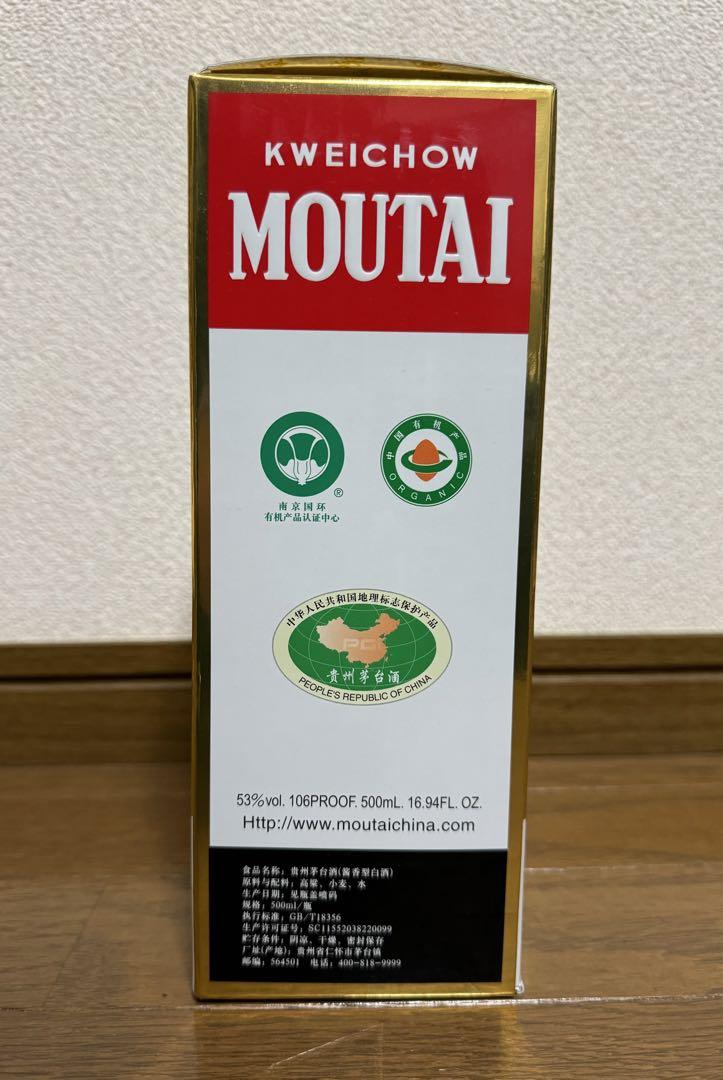 KWEICHOW
MOUTAI
南京国环
有机产品认证中心
®
中国有机产品
ORGANIC
中华人民共和国地理标志保护产品
PGI
贵州茅台酒
PEOPLE'S REPUBLIC OF CHINA
53%vol. 106PROOF. 500mL. 16.94FL. OZ.
Http://www.moutaichina.com
食品名称：贵州茅台酒(酱香型白酒)
原料与配料：高粱、小麦、水
生产日期：见瓶盖喷码
规格：500ml/瓶
执行标准：GB/T18356
生产许可证号：SC11552038220099
贮存条件：阴凉、干燥、密封保存
厂址(产地)：贵州省仁怀市茅台镇
邮编：564501 电话：400-818-9999